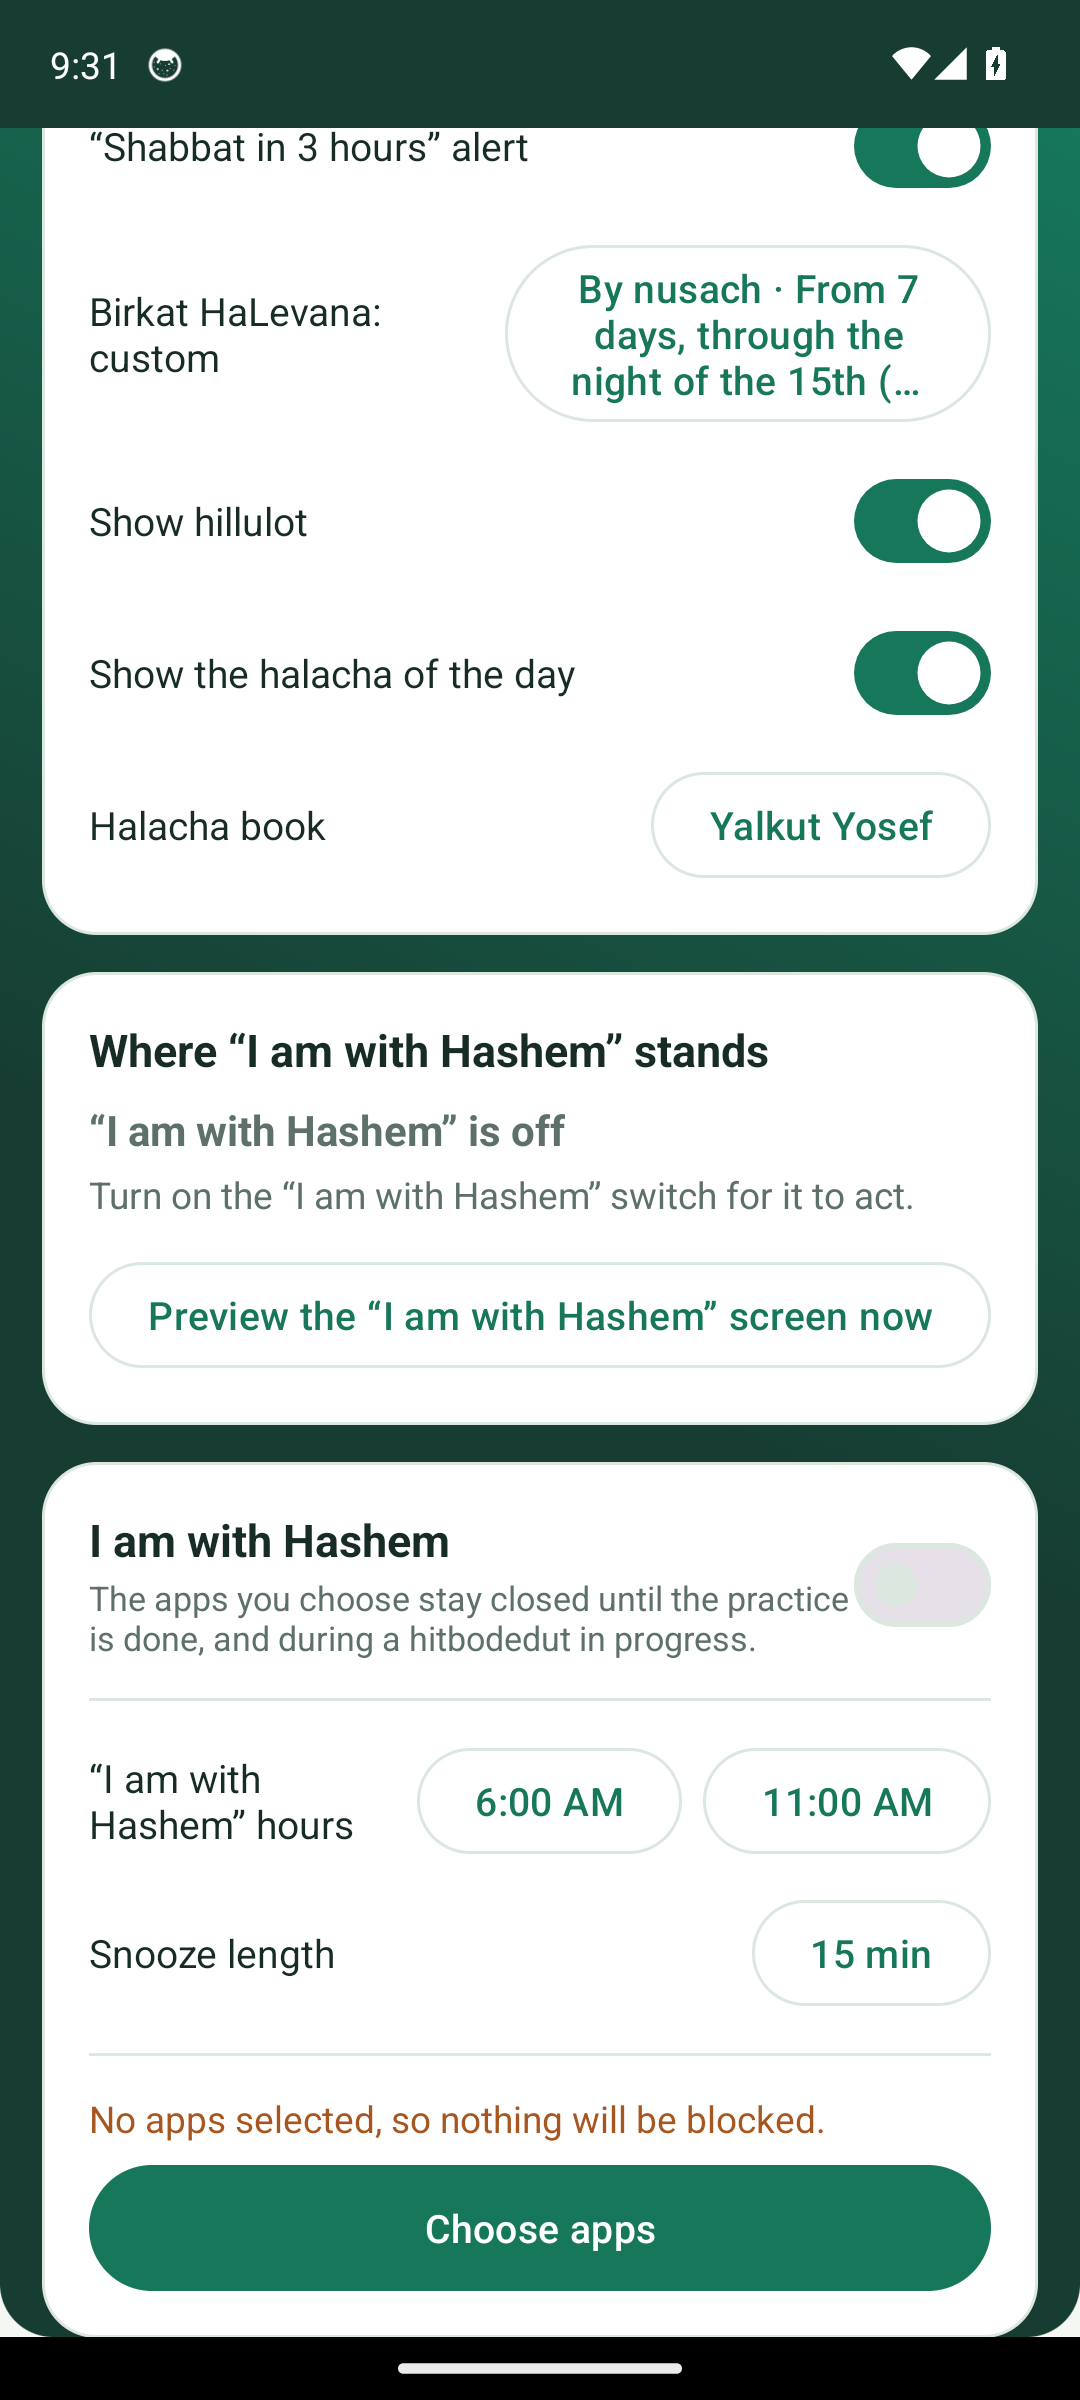 9:31
“Shabbat in 3 hours” alert
Birkat HaLevana:
custom
By nusach · From 7
days, through the
night of the 15th (…
Show hillulot
Show the halacha of the day
Halacha book
Yalkut Yosef
Where “I am with Hashem” stands
“I am with Hashem” is off
Turn on the “I am with Hashem” switch for it to act.
Preview the “I am with Hashem” screen now
I am with Hashem
The apps you choose stay closed until the practice
is done, and during a hitbodedut in progress.
“I am with
Hashem” hours
6:00 AM
11:00 AM
Snooze length
15 min
No apps selected, so nothing will be blocked.
Choose apps